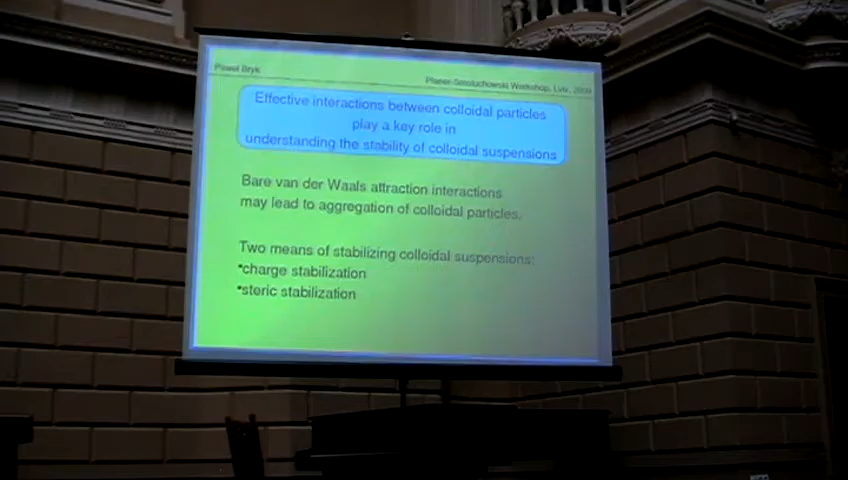 Pawel Bryk
Planer-Smoluchowski Workshop, Lviv, 2009
Effective interactions between colloidal particles
play a key role in
understanding the stability of colloidal suspensions
Bare van der Waals attraction interactions
may lead to aggregation of colloidal particles.
Two means of stabilizing colloidal suspensions:
•charge stabilization
•steric stabilization